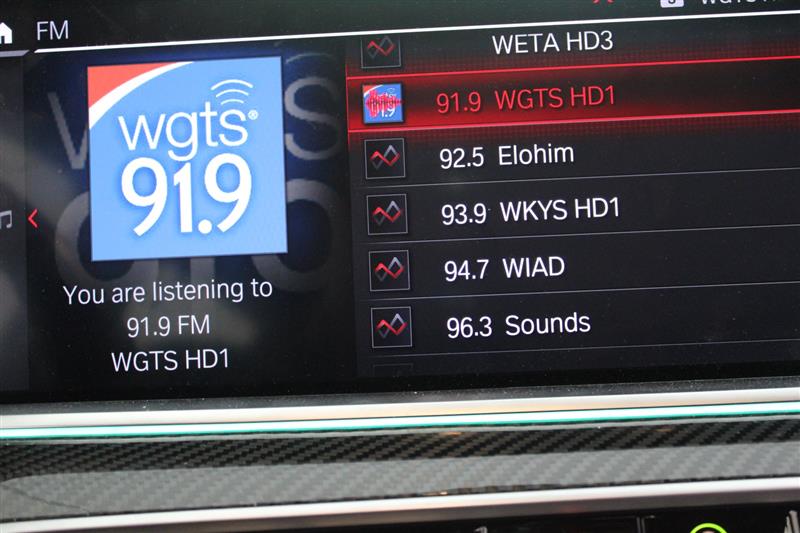 FM
wgts®
91.9
You are listening to
91.9 FM
WGTS HD1
WETA HD3
91.9 WGTS HD1
92.5 Elohim
93.9 WKYS HD1
94.7 WIAD
96.3 Sounds